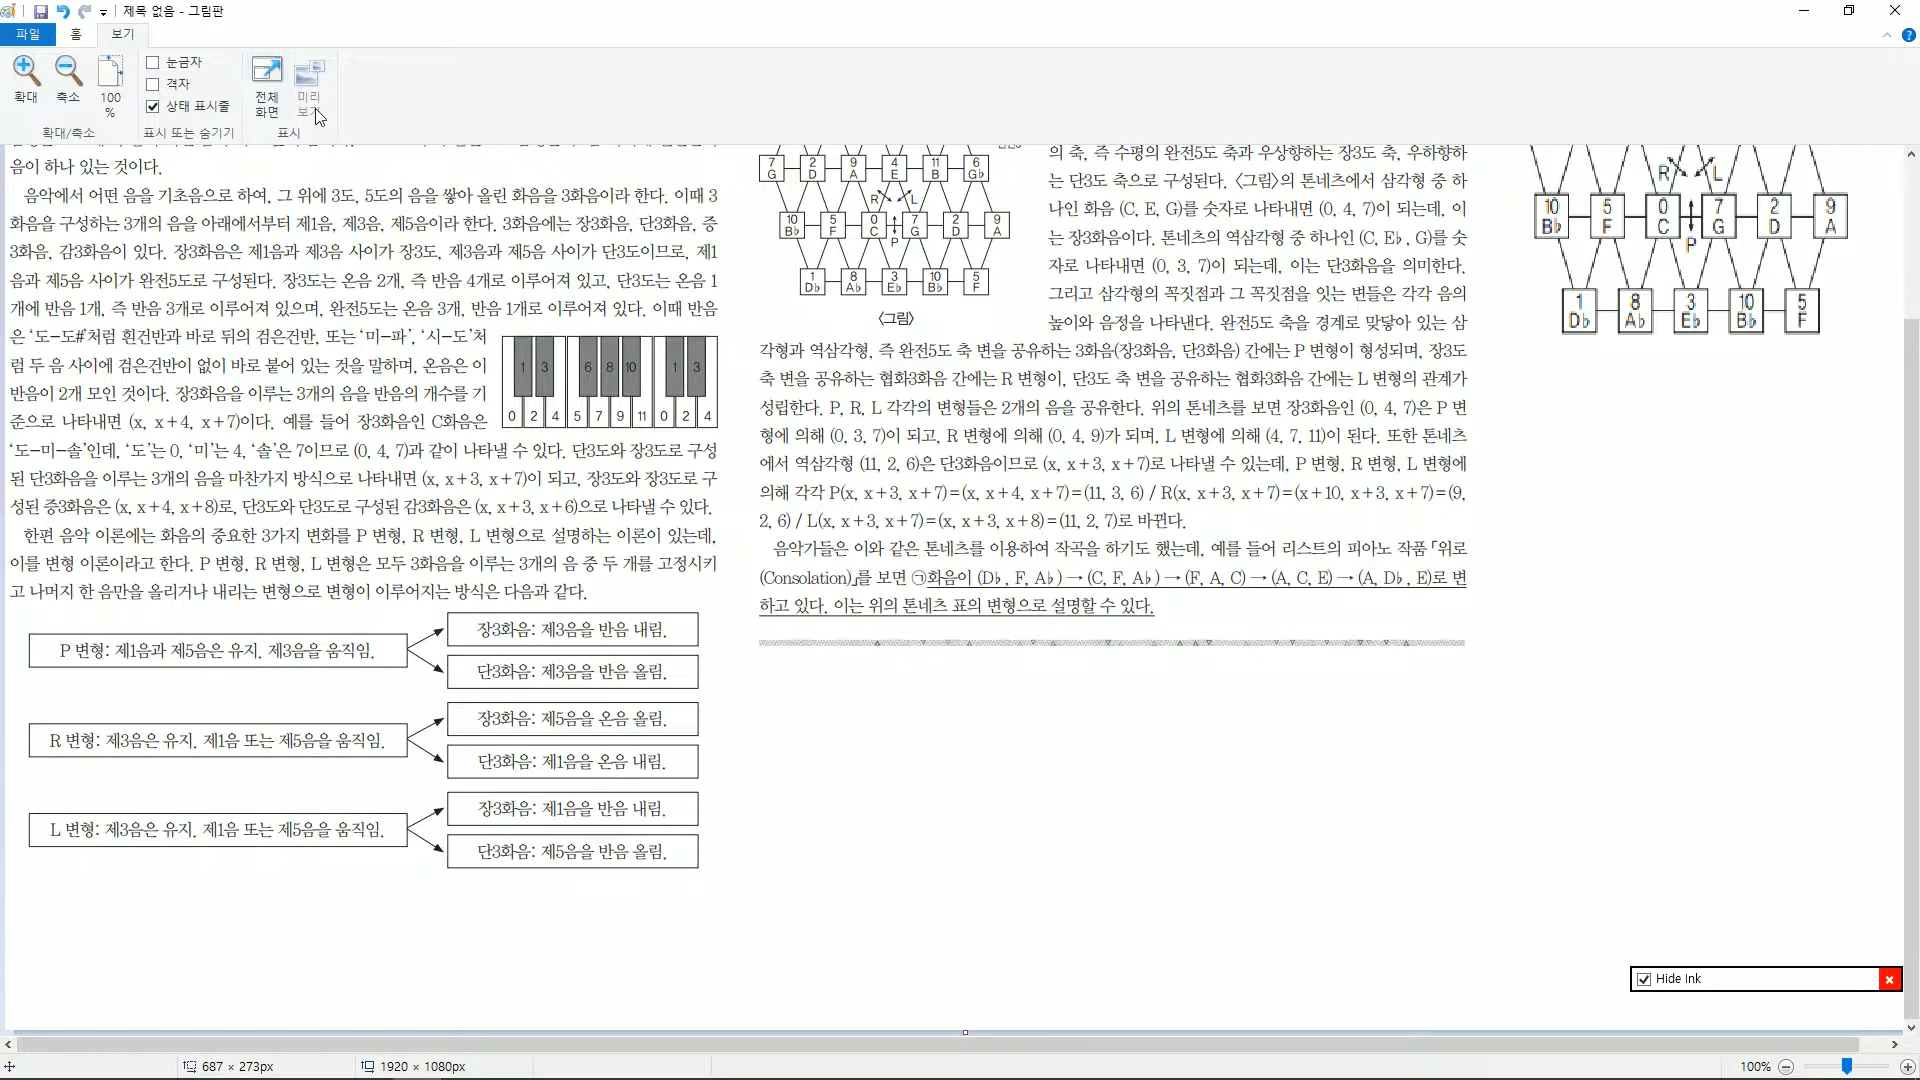 제목 없음 - 그림판
파일 홈 보기
확대
축소
100
%
눈금자
격자
상태 표시줄
전체
화면
미리
보기
확대/축소
표시 또는 숨기기
표시
음이 하나 있는 것이다.
음악에서 어떤 음을 기초음으로 하여, 그 위에 3도, 5도의 음을 쌓아 올린 화음을 3화음이라 한다. 이때 3
화음을 구성하는 3개의 음을 아래에서부터 제1음, 제3음, 제5음이라 한다. 3화음에는 장3화음, 단3화음, 증
3화음, 감3화음이 있다. 장3화음은 제1음과 제3음 사이가 장3도, 제3음과 제5음 사이가 단3도이므로, 제1
음과 제5음 사이가 완전5도로 구성된다. 장3도는 온음 2개, 즉 반음 4개로 이루어져 있고, 단3도는 온음 1
개에 반음 1개, 즉 반음 3개로 이루어져 있으며, 완전5도는 온음 3개, 반음 1개로 이루어져 있다. 이때 반음
은 ‘도-도#’처럼 흰건반과 바로 뒤의 검은건반, 또는 ‘미-파’, ‘시-도’처
럼 두 음 사이에 검은건반이 없이 바로 붙어 있는 것을 말하며, 온음은 이
반음이 2개 모인 것이다. 장3화음을 이루는 3개의 음을 반음의 개수를 기
준으로 나타내면 (x, x+4, x+7)이다. 예를 들어 장3화음인 C화음은
1 3 6 8 10 1 3
0 2 4 5 7 9 11 0 2 4
‘도-미-솔’인데, ‘도’는 0, ‘미’는 4, ‘솔’은 7이므로 (0, 4, 7)과 같이 나타낼 수 있다. 단3도와 장3도로 구성
된 단3화음을 이루는 3개의 음을 마찬가지 방식으로 나타내면 (x, x+3, x+7)이 되고, 장3도와 장3도로 구
성된 증3화음은 (x, x+4, x+8)로, 단3도와 단3도로 구성된 감3화음은 (x, x+3, x+6)으로 나타낼 수 있다.
한편 음악 이론에는 화음의 중요한 3가지 변화를 P 변형, R 변형, L 변형으로 설명하는 이론이 있는데,
이를 변형 이론이라고 한다. P 변형, R 변형, L 변형은 모두 3화음을 이루는 3개의 음 중 두 개를 고정시키
고 나머지 한 음만을 올리거나 내리는 변형으로 변형이 이루어지는 방식은 다음과 같다.
P 변형: 제1음과 제5음은 유지. 제3음을 움직임.
장3화음: 제3음을 반음 내림.
단3화음: 제3음을 반음 올림.
R 변형: 제3음은 유지. 제1음 또는 제5음을 움직임.
장3화음: 제5음을 온음 올림.
단3화음: 제1음을 온음 내림.
L 변형: 제3음은 유지. 제1음 또는 제5음을 움직임.
장3화음: 제1음을 반음 내림.
단3화음: 제5음을 반음 올림.
7 2 9 4 11 6
G D A E B G♭
R L
10 5 0 7 2 9
B♭ F C G D A
P
1 8 3 10 5
D♭ A♭ E♭ B♭ F
〈그림〉
의 축, 즉 수평의 완전5도 축과 우상향하는 장3도 축, 우하향하
는 단3도 축으로 구성된다. 〈그림〉의 톤네츠에서 삼각형 중 하
나인 화음 (C, E, G)를 숫자로 나타내면 (0, 4, 7)이 되는데, 이
는 장3화음이다. 톤네츠의 역삼각형 중 하나인 (C, E♭, G)를 숫
자로 나타내면 (0, 3, 7)이 되는데, 이는 단3화음을 의미한다.
그리고 삼각형의 꼭짓점과 그 꼭짓점을 잇는 변들은 각각 음의
높이와 음정을 나타낸다. 완전5도 축을 경계로 맞닿아 있는 삼
각형과 역삼각형, 즉 완전5도 축 변을 공유하는 3화음(장3화음, 단3화음) 간에는 P 변형이 형성되며, 장3도
축 변을 공유하는 협화3화음 간에는 R 변형이, 단3도 축 변을 공유하는 협화3화음 간에는 L 변형의 관계가
성립한다. P, R, L 각각의 변형들은 2개의 음을 공유한다. 위의 톤네츠를 보면 장3화음인 (0, 4, 7)은 P 변
형에 의해 (0, 3, 7)이 되고, R 변형에 의해 (0, 4, 9)가 되며, L 변형에 의해 (4, 7, 11)이 된다. 또한 톤네츠
에서 역삼각형 (11, 2, 6)은 단3화음이므로 (x, x+3, x+7)로 나타낼 수 있는데, P 변형, R 변형, L 변형에
의해 각각 P(x, x+3, x+7)=(x, x+4, x+7)=(11, 3, 6) / R(x, x+3, x+7)=(x+10, x+3, x+7)=(9,
2, 6) / L(x, x+3, x+7)=(x, x+3, x+8)=(11, 2, 7)로 바뀐다.
음악가들은 이와 같은 톤네츠를 이용하여 작곡을 하기도 했는데, 예를 들어 리스트의 피아노 작품 「위로
(Consolation)」를 보면 ㉠화음이 (D♭, F, A♭) → (C, F, A♭) → (F, A, C) → (A, C, E) → (A, D♭, E)로 변
하고 있다. 이는 위의 톤네츠 표의 변형으로 설명할 수 있다.
R L
10 5 0 7 2 9
B♭ F C G D A
P
1 8 3 10 5
D♭ A♭ E♭ B♭ F
Hide Ink
687 × 273px
1920 × 1080px
100%